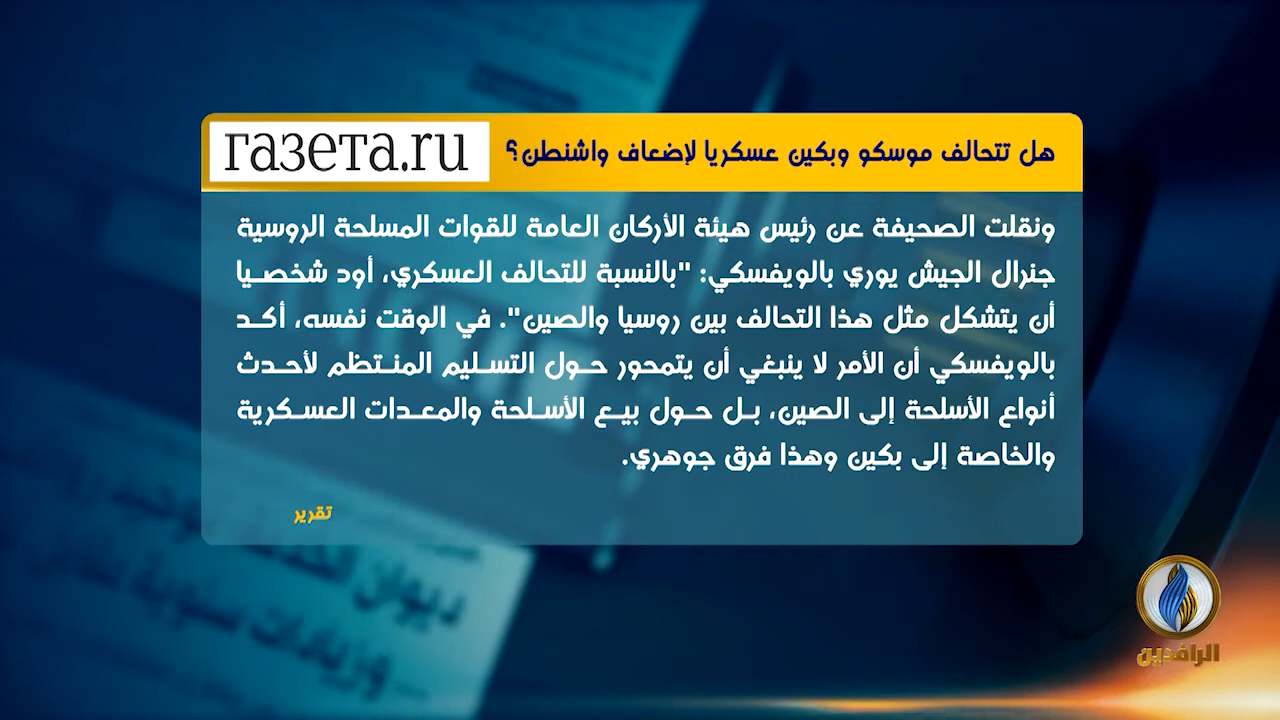 هل تتحالف موسكو وبكين عسكريا لإضعاف واشنطن؟
газета.ru
ونقلت الصحيفة عن رئيس هيئة الأركان العامة للقوات المسلحة الروسية
جنرال الجيش يوري بالويفسكي: "بالنسبة للتحالف العسكري، أود شخصيا
أن يتشكل مثل هذا التحالف بين روسيا والصين". في الوقت نفسه، أكد
بالويفسكي أن الأمر لا ينبغي أن يتمحور حول التسليم المنتظم لأحدث
أنواع الأسلحة إلى الصين، بل حول بيع الأسلحة والمعدات العسكرية
والخاصة إلى بكين وهذا فرق جوهري.
تقرير
ديوان
وزيادات سنوية
الرافدين